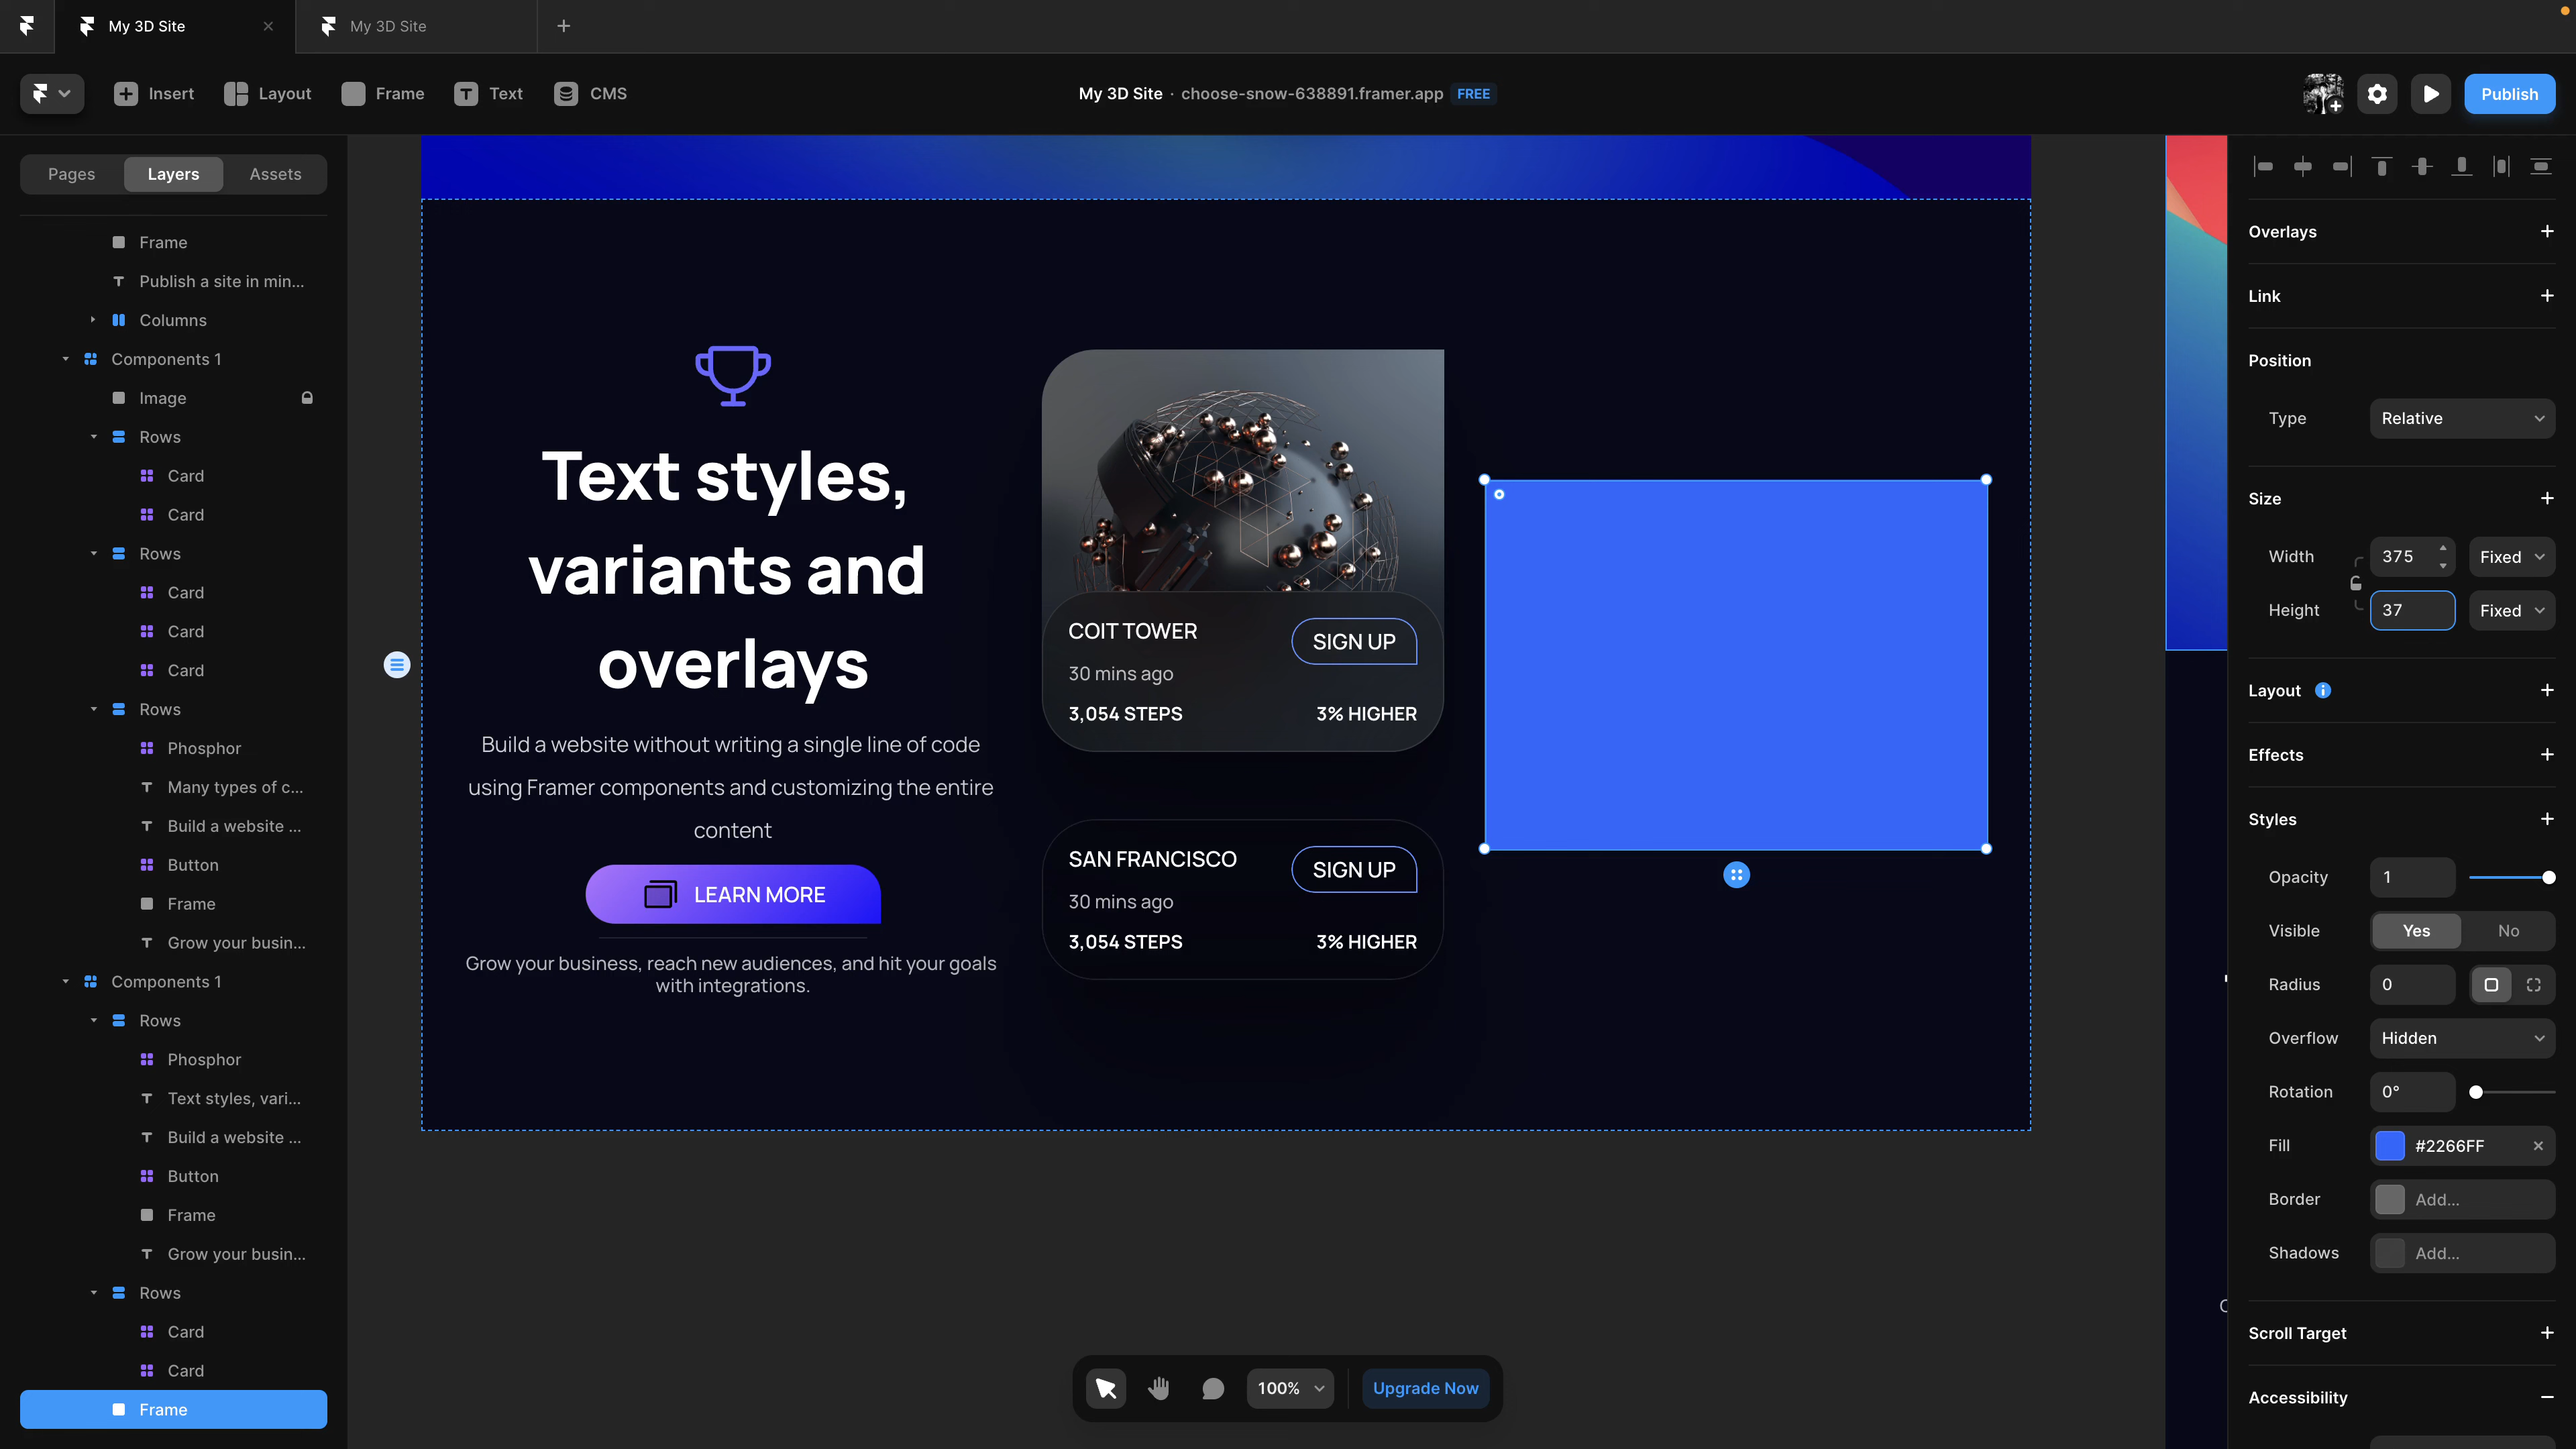 My 3D Site
My 3D Site
Insert
Layout
Frame
Text
CMS
My 3D Site · choose-snow-638891.framer.app FREE
Publish
Pages
Layers
Assets
Frame
Publish a site in min...
Columns
Components 1
Image
Rows
Card
Card
Rows
Card
Card
Card
Rows
Phosphor
Many types of c...
Build a website ...
Button
Frame
Grow your busin...
Components 1
Rows
Phosphor
Text styles, vari...
Build a website ...
Button
Frame
Grow your busin...
Rows
Card
Card
Frame
Text styles,
variants and
overlays
Build a website without writing a single line of code
using Framer components and customizing the entire
content
LEARN MORE
Grow your business, reach new audiences, and hit your goals
with integrations.
COIT TOWER
SIGN UP
30 mins ago
3,054 STEPS
3% HIGHER
SAN FRANCISCO
SIGN UP
30 mins ago
3,054 STEPS
3% HIGHER
100%
Upgrade Now
Overlays
Link
Position
Type
Relative
Size
Width
375
Fixed
Height
37
Fixed
Layout
Effects
Styles
Opacity
1
Visible
Yes
No
Radius
0
Overflow
Hidden
Rotation
0°
Fill
#2266FF
Border
Add...
Shadows
Add...
Scroll Target
Accessibility